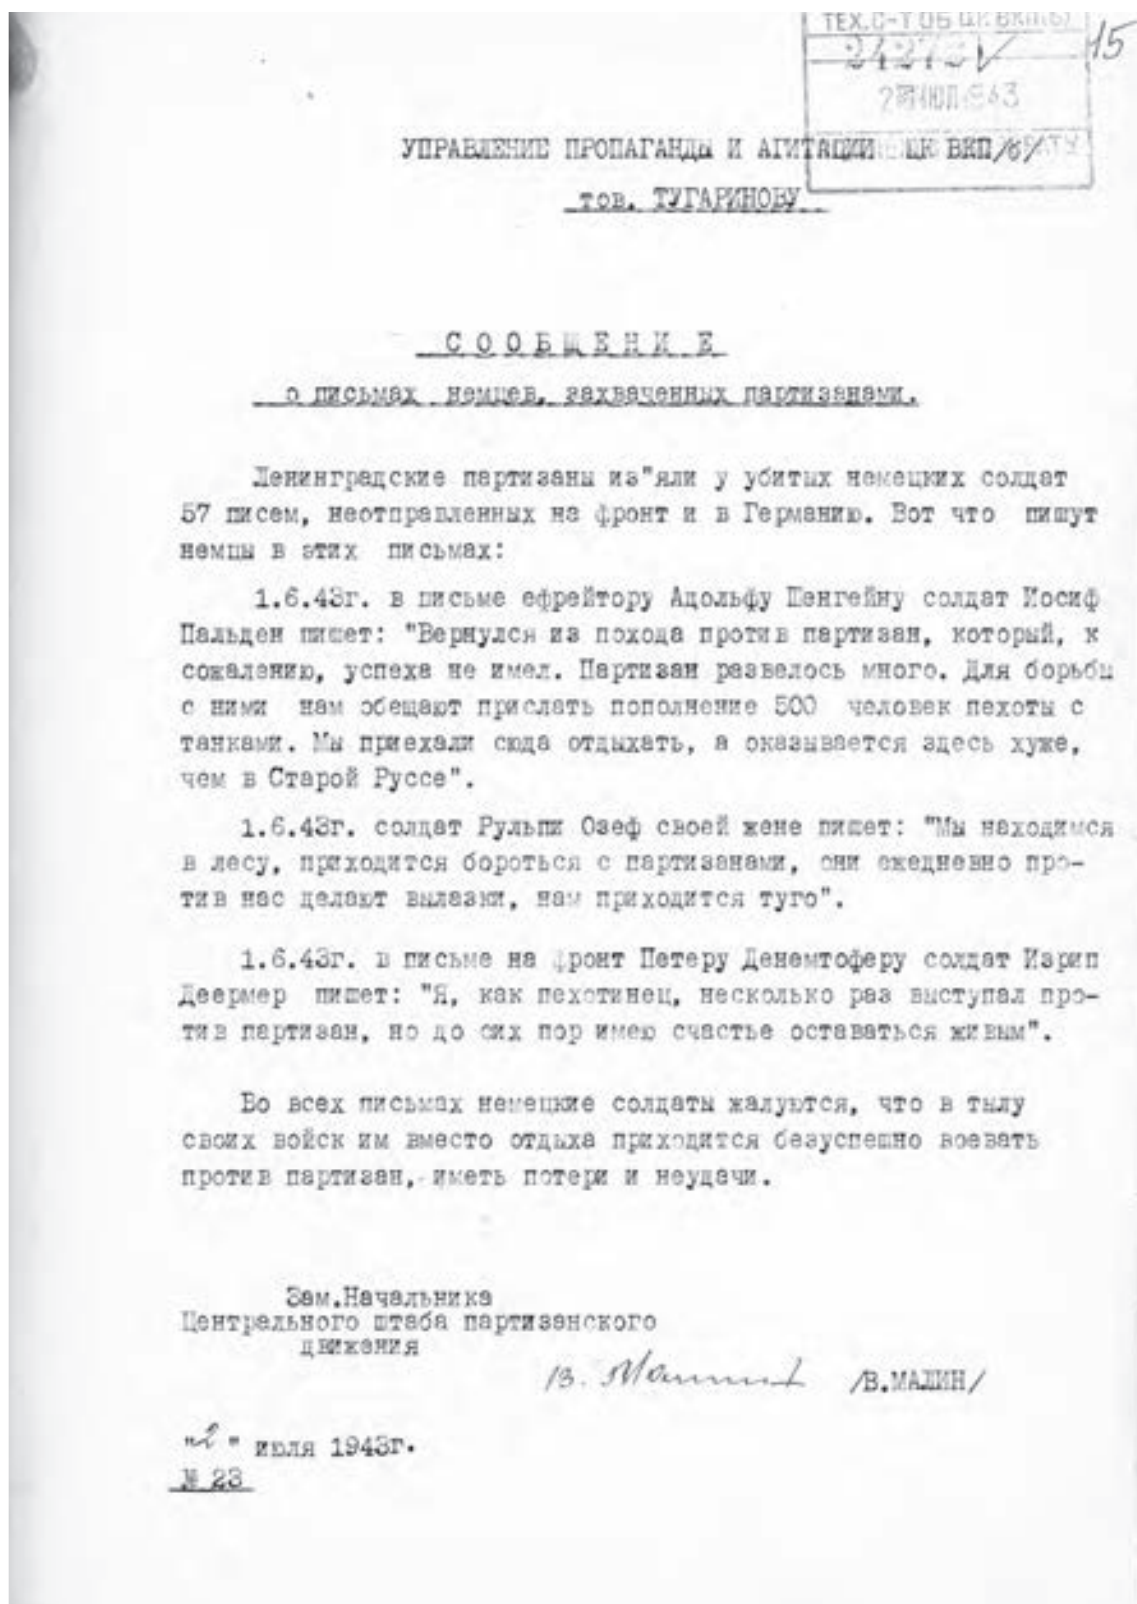 ТЕХ.С-Т ОБ ЦК ВКП(б)
15
24273
2 ИЮЛ 1943
УПРАВЛЕНИЕ ПРОПАГАНДЫ И АГИТАЦИИ ЦК ВКП/б/
тов. ТУГАРИНОВУ
СООБЩЕНИЕ
о письмах немцев, захваченных партизанами.
Ленинградские партизаны из"яли у убитых немецких солдат
57 писем, неотправленных на фронт и в Германию. Вот что пишут
немцы в этих письмах:
1.6.43г. в письме ефрейтору Адольфу Пенгейну солдат Иосиф
Пальден пишет: "Вернулся из похода против партизан, который, к
сожалению, успеха не имел. Партизан развелось много. Для борьбы
с ними нам обещают прислать пополнение 500 человек пехоты с
танками. Мы приехали сюда отдыхать, а оказывается здесь хуже,
чем в Старой Руссе".
1.6.43г. солдат Рульпи Озеф своей жене пишет: "Мы находимся
в лесу, приходится бороться с партизанами, они ежедневно про-
тив нас делают вылазки, нам приходится туго".
1.6.43г. в письме на фронт Петеру Денемтоферу солдат Изрип
Деермер пишет: "Я, как пехотинец, несколько раз выступал про-
тив партизан, но до сих пор имею счастье оставаться живым".
Во всех письмах немецкие солдаты жалуются, что в тылу
своих войск им вместо отдыха приходится безуспешно воевать
против партизан, иметь потери и неудачи.
Зам.Начальника
Центрального штаба партизанского
движения
В. Малин /В.МАЛИН/
"2" июля 1943г.
№ 23